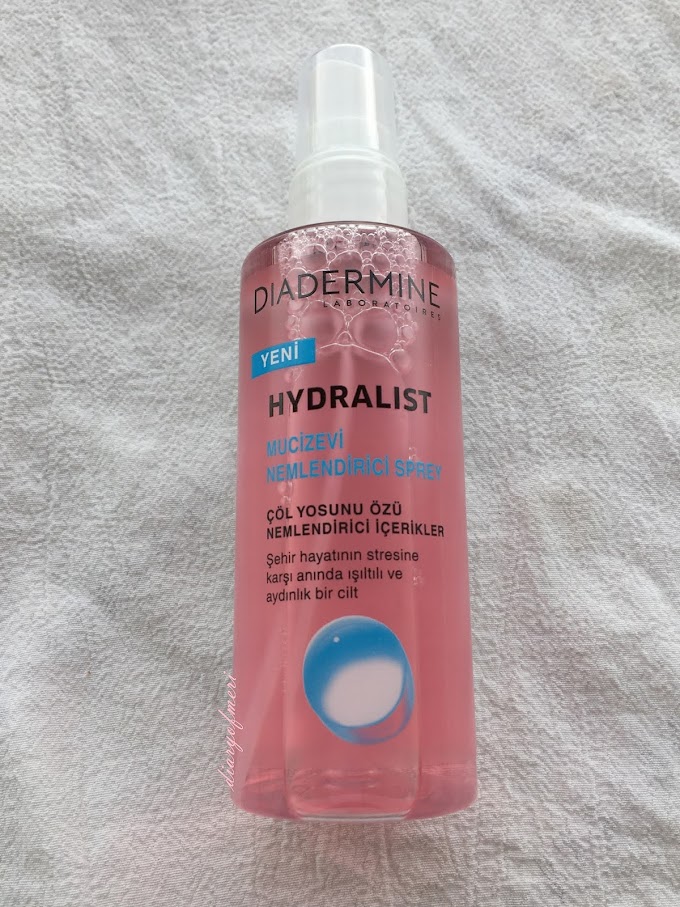 DIADERMINE
LABORATOIRES
YENİ
HYDRALIST
MUCİZEVİ
NEMLENDİRİCİ SPREY
ÇÖL YOSUNU ÖZÜ
NEMLENDİRİCİ İÇERİKLER
Şehir hayatının stresine
karşı anında ışıltılı ve
aydınlık bir cilt
diaryofmeri